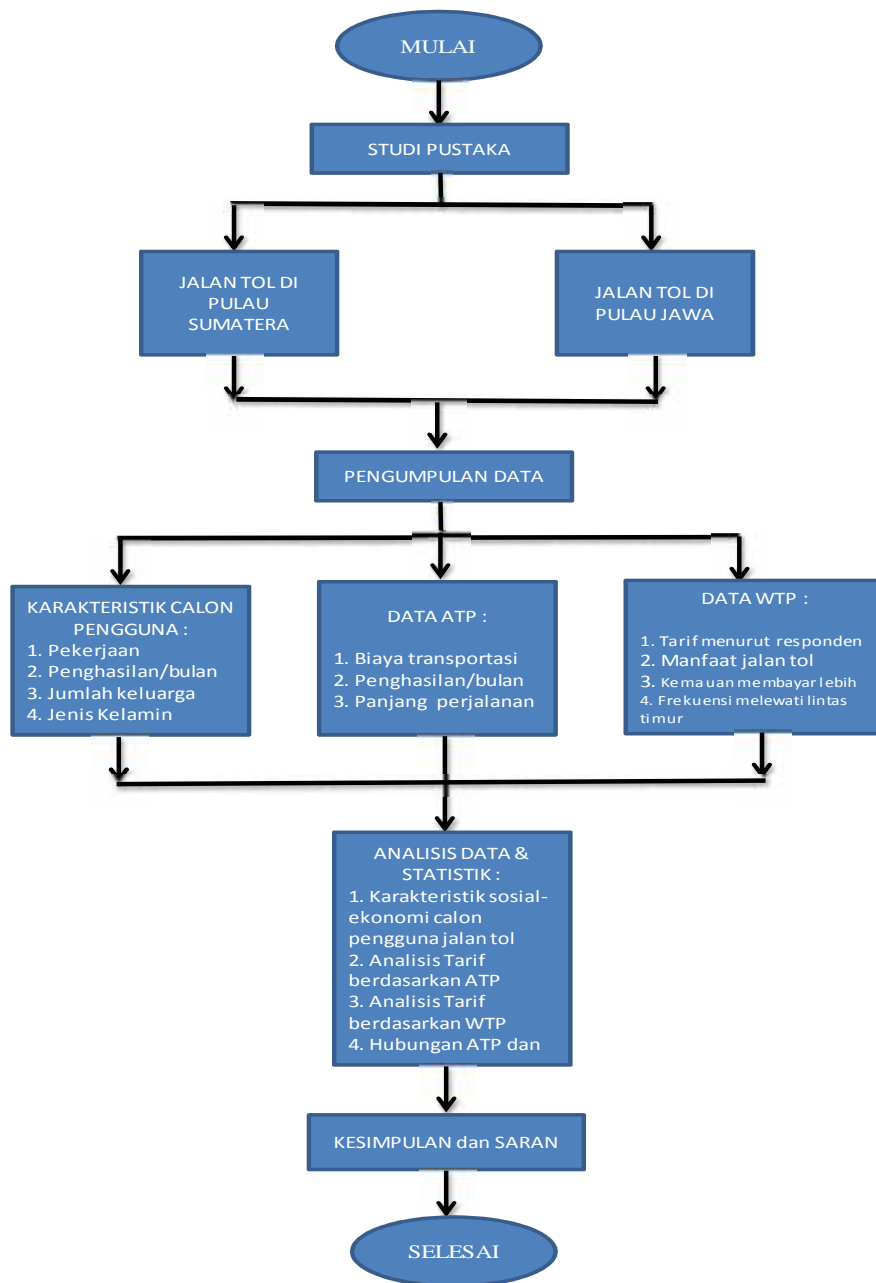 MULAI
STUDI PUSTAKA
JALAN TOL DI
PULAU
SUMATERA
JALAN TOL DI
PULAU JAWA
PENGUMPULAN DATA
KARAKTERISTIK CALON
PENGGUNA :
1. Pekerjaan
2. Penghasilan/bulan
3. Jumlah keluarga
4. Jenis Kelamin
DATA ATP :
1. Biaya transportasi
2. Penghasilan/bulan
3. Panjang perjalanan
DATA WTP :
1. Tarif menurut responden
2. Manfaat jalan tol
3. Kemauan membayar lebih
4. Frekuensi melewati lintas
timur
ANALISIS DATA &
STATISTIK :
1. Karakteristik sosial-
ekonomi calon
pengguna jalan tol
2. Analisis Tarif
berdasarkan ATP
3. Analisis Tarif
berdasarkan WTP
4. Hubungan ATP dan
KESIMPULAN dan SARAN
SELESAI